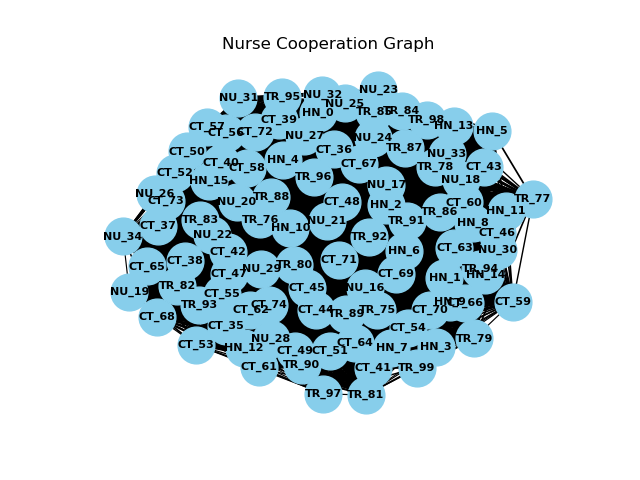 Nurse Cooperation Graph
NU_23
NU_31 TR_95 NU_32
NU_25
HN_0 TR_85 TR_84
CT_39 TR_98
CT_57 CT_56 CT_72 HN_13 HN_5
NU_27 NU_24
CT_50 CT_36 TR_87 NU_33
CT_40 CT_58 HN_4 CT_67 TR_78 CT_43
CT_52 HN_15 TR_96 NU_17 NU_18
NU_26 CT_73 NU_20 TR_88 CT_48 HN_2 CT_60 TR_77
TR_83 TR_76 NU_21 TR_91 TR_86 HN_11
CT_37 HN_10 HN_8
NU_34 NU_22 TR_92 CT_46
CT_42 HN_6 CT_63 NU_30
CT_65 CT_38 NU_29 TR_80 CT_71
CT_47 CT_69 HN_1 TR_94 HN_14
NU_19 TR_82 CT_55 CT_45 NU_16
TR_93 CT_62 CT_74 CT_44 TR_89 TR_75 CT_70 HN_9 CT_66 CT_59
CT_68 CT_35 CT_54
CT_53 HN_12 NU_28 CT_49 CT_51 CT_64 HN_7 HN_3 TR_79
CT_61 TR_90 CT_41 TR_99
TR_97 TR_81